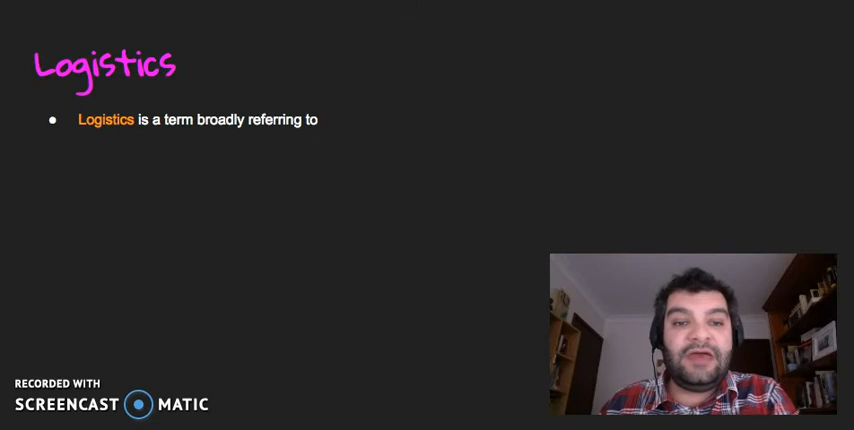 Logistics
● Logistics is a term broadly referring to
RECORDED WITH
SCREENCAST MATIC